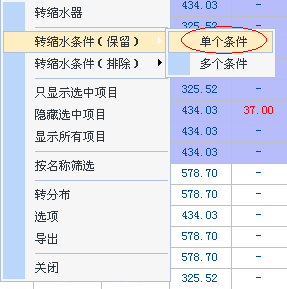 转缩水器
转缩水条件（保留）
转缩水条件（排除）
只显示选中项目
隐藏选中项目
显示所有项目
按名称筛选
转分布
选项
导出
关闭
单个条件
多个条件
434.03 -
325.52 -
325.52 -
434.03 37.00
434.03 -
434.03 -
578.70 -
578.70 -
434.03 -
578.70 -
578.70 -
325.52 -